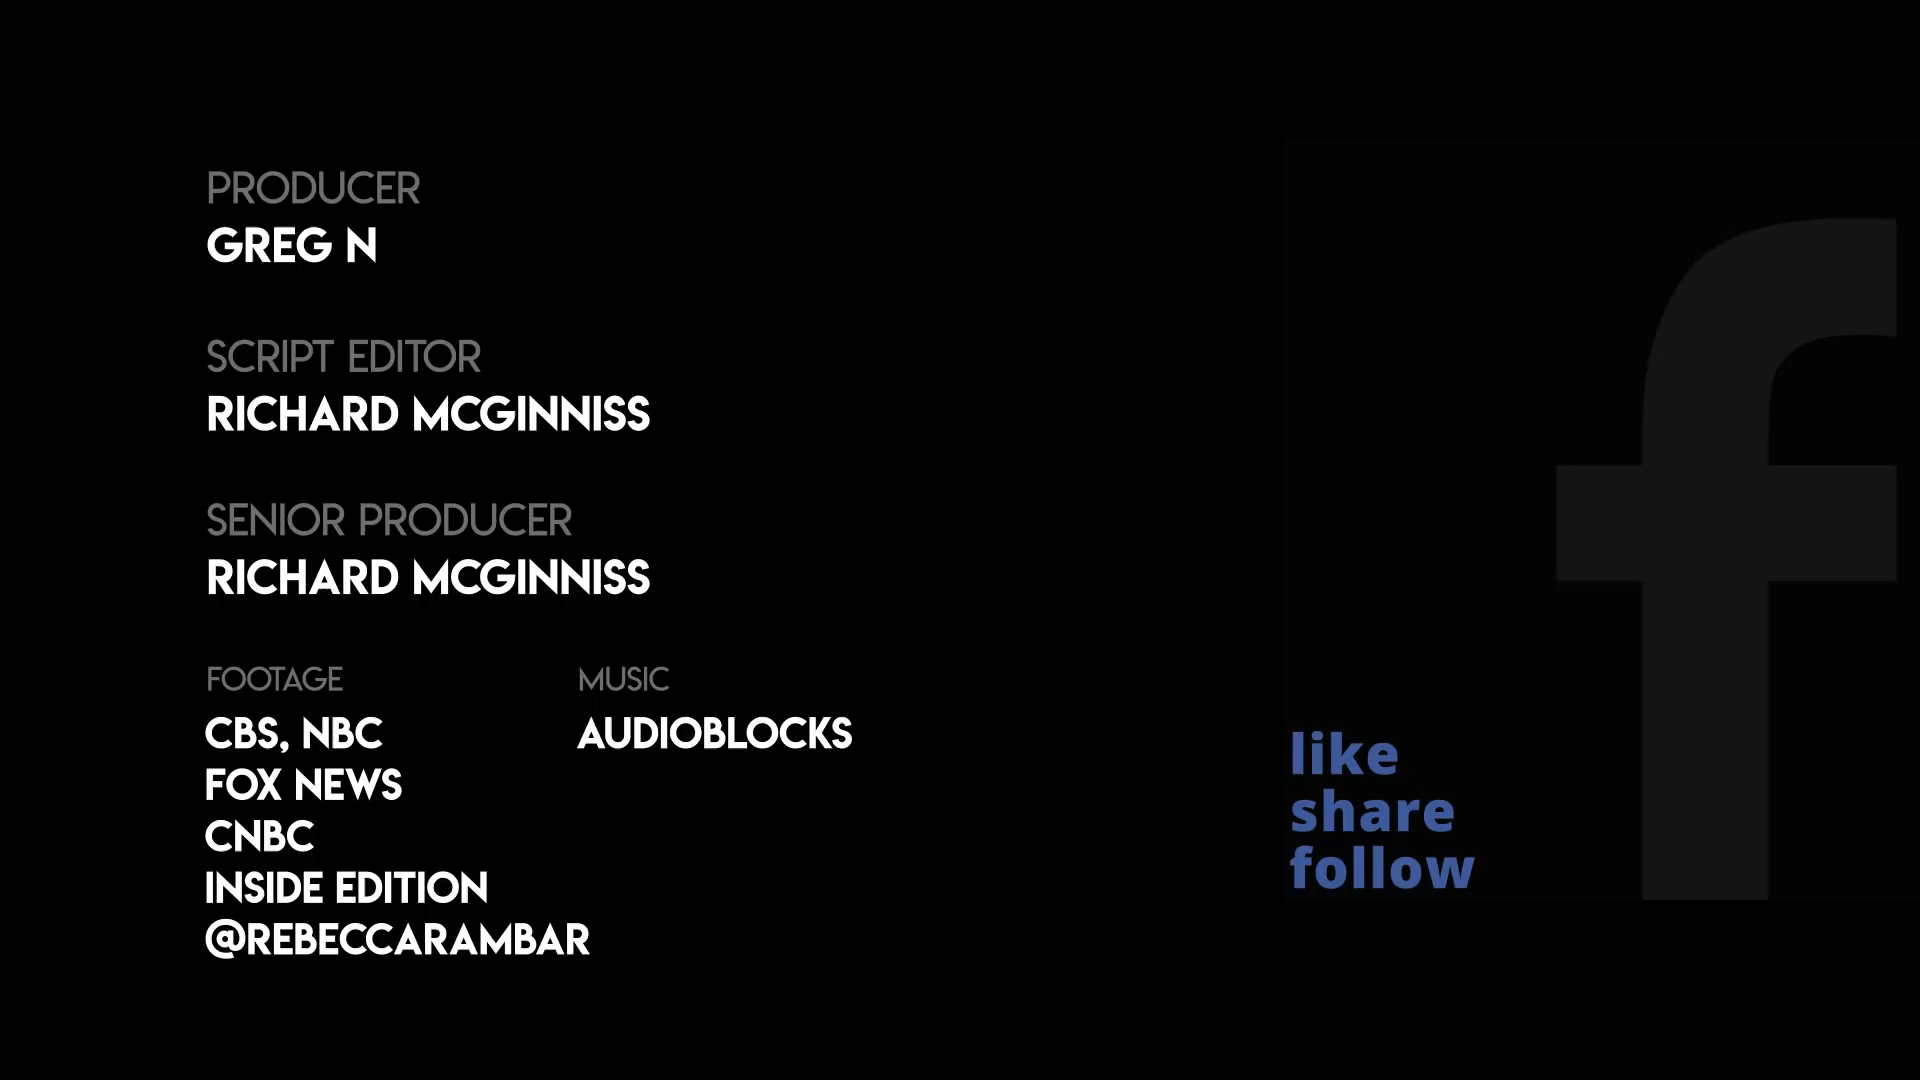 PRODUCER
GREG N
SCRIPT EDITOR
RICHARD MCGINNISS
SENIOR PRODUCER
RICHARD MCGINNISS
FOOTAGE
CBS, NBC
FOX NEWS
CNBC
INSIDE EDITION
@REBECCARAMBAR
MUSIC
AUDIOBLOCKS
f
like
share
follow